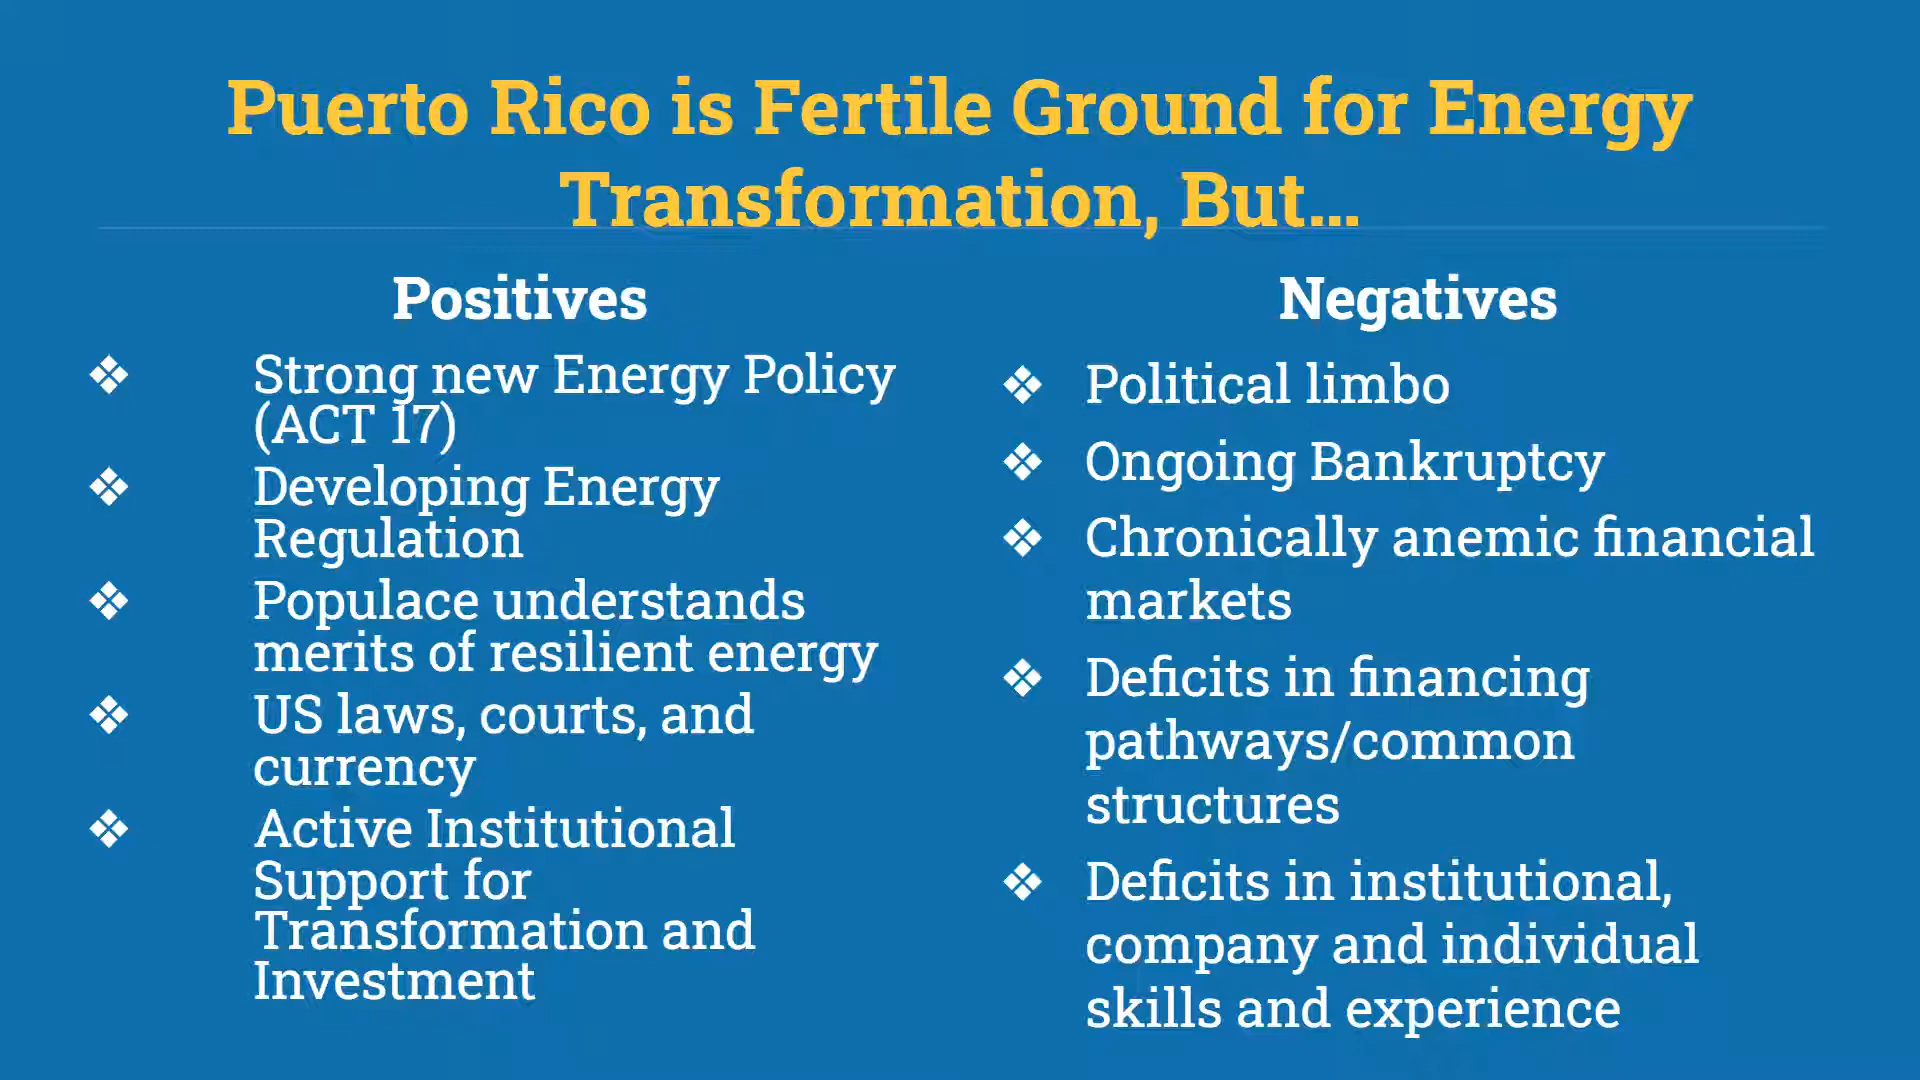 Puerto Rico is Fertile Ground for Energy
Transformation, But...
Positives
❖ Strong new Energy Policy
(ACT 17)
❖ Developing Energy
Regulation
❖ Populace understands
merits of resilient energy
❖ US laws, courts, and
currency
❖ Active Institutional
Support for
Transformation and
Investment
Negatives
❖ Political limbo
❖ Ongoing Bankruptcy
❖ Chronically anemic financial
markets
❖ Deficits in financing
pathways/common
structures
❖ Deficits in institutional,
company and individual
skills and experience